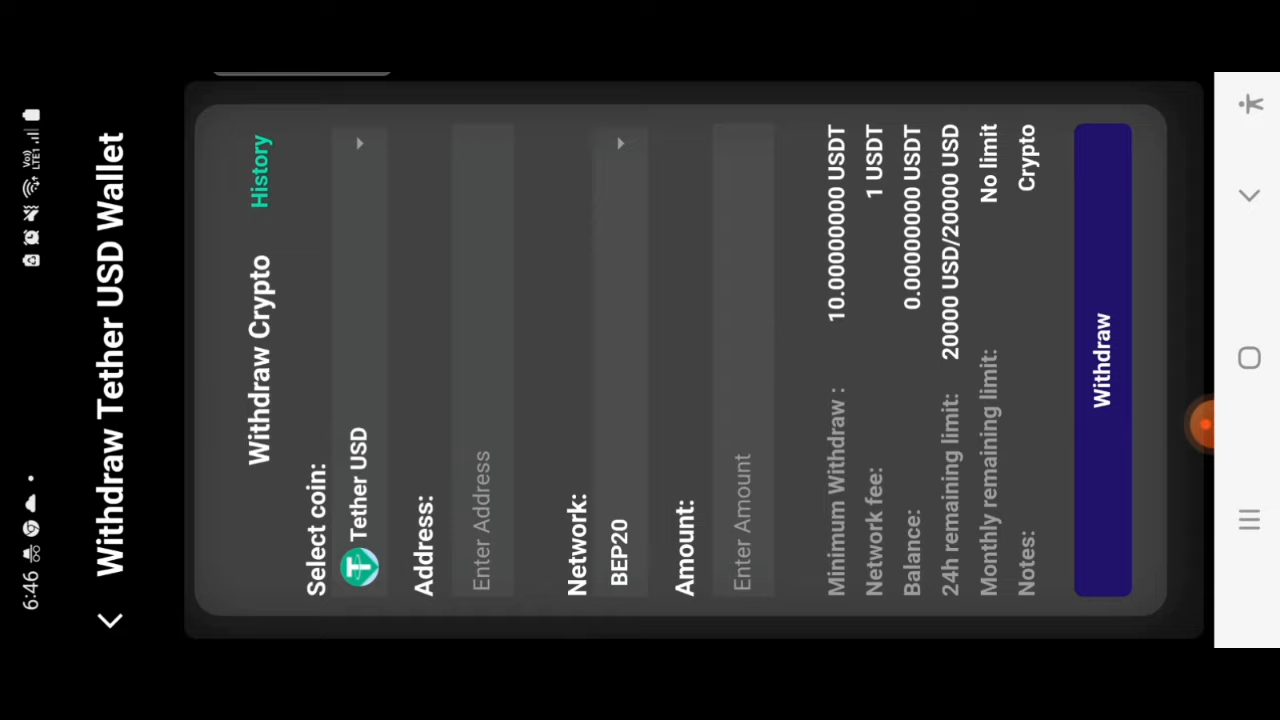 6:46
Vo))
LTE1
Withdraw Tether USD Wallet
Withdraw Crypto
History
Select coin:
Tether USD
Address:
Enter Address
Network:
BEP20
Amount:
Enter Amount
Minimum Withdraw : 10.00000000 USDT
Network fee: 1 USDT
Balance: 0.00000000 USDT
24h remaining limit: 20000 USD/20000 USD
Monthly remaining limit: No limit
Notes: Crypto
Withdraw